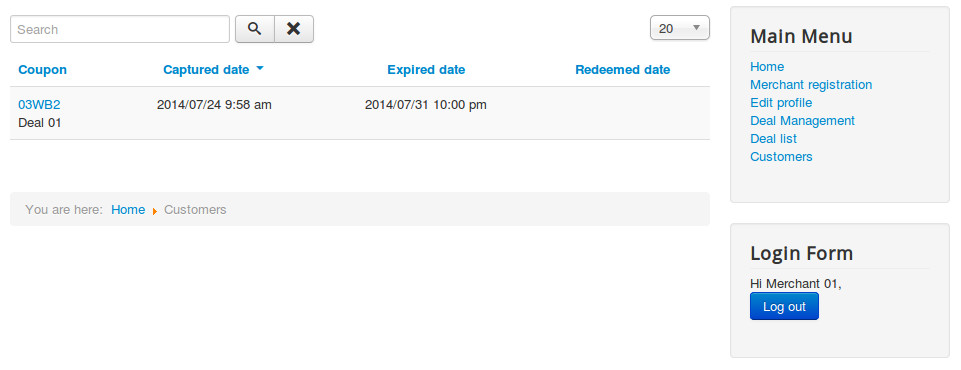 Search
20
Coupon Captured date Expired date Redeemed date
03WB2 2014/07/24 9:58 am 2014/07/31 10:00 pm
Deal 01
You are here: Home Customers
Main Menu
Home
Merchant registration
Edit profile
Deal Management
Deal list
Customers
Login Form
Hi Merchant 01,
Log out